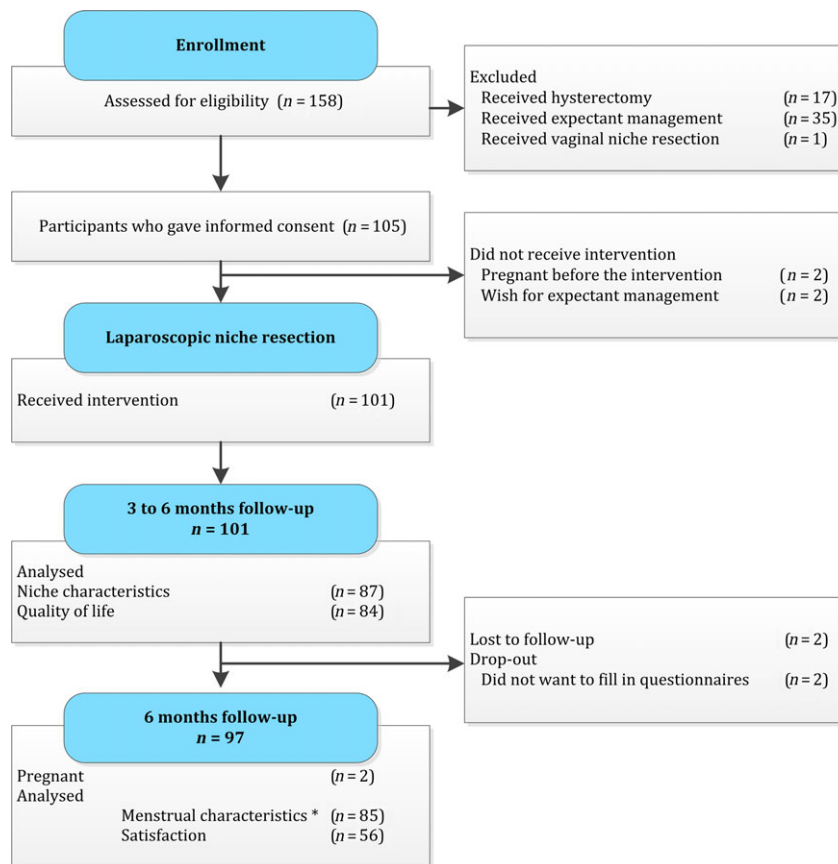 Enrollment
Assessed for eligibility (n = 158)
Excluded
Received hysterectomy (n = 17)
Received expectant management (n = 35)
Received vaginal niche resection (n = 1)
Participants who gave informed consent (n = 105)
Did not receive intervention
Pregnant before the intervention (n = 2)
Wish for expectant management (n = 2)
Laparoscopic niche resection
Received intervention (n = 101)
3 to 6 months follow-up
n = 101
Analysed
Niche characteristics (n = 87)
Quality of life (n = 84)
Lost to follow-up (n = 2)
Drop-out
Did not want to fill in questionnaires (n = 2)
6 months follow-up
n = 97
Pregnant (n = 2)
Analysed
Menstrual characteristics * (n = 85)
Satisfaction (n = 56)